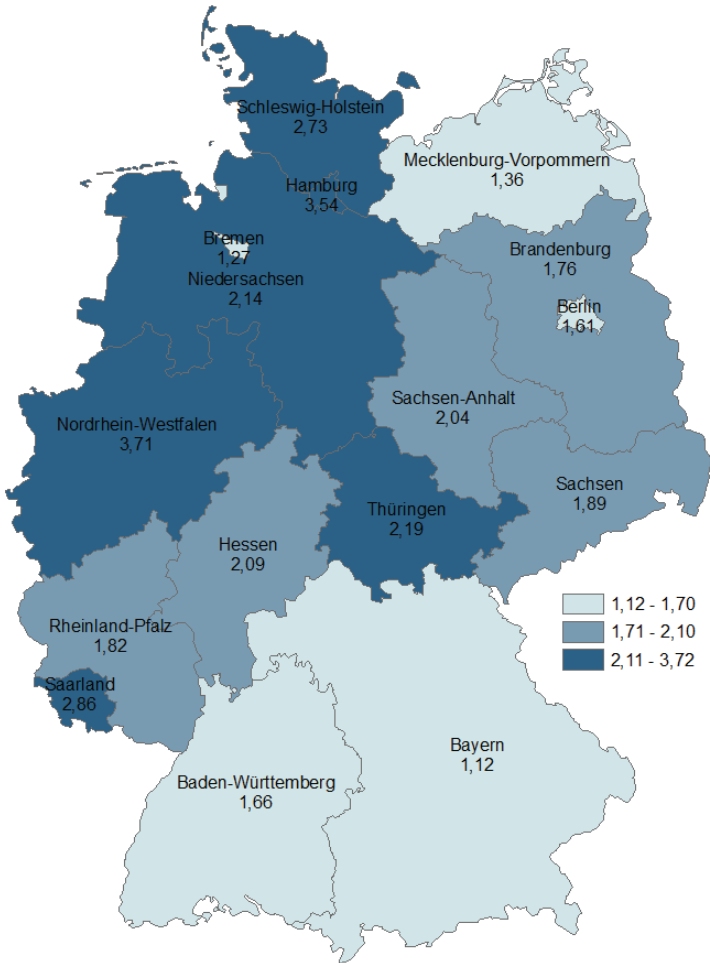 Schleswig-Holstein
2,73
Mecklenburg-Vorpommern
1,36
Hamburg
3,54
Bremen
1,27
Niedersachsen
2,14
Brandenburg
1,76
Berlin
1,61
Sachsen-Anhalt
2,04
Nordrhein-Westfalen
3,71
Sachsen
1,89
Thüringen
2,19
Hessen
2,09
Rheinland-Pfalz
1,82
Saarland
2,86
Bayern
1,12
Baden-Württemberg
1,66
1,12 - 1,70
1,71 - 2,10
2,11 - 3,72